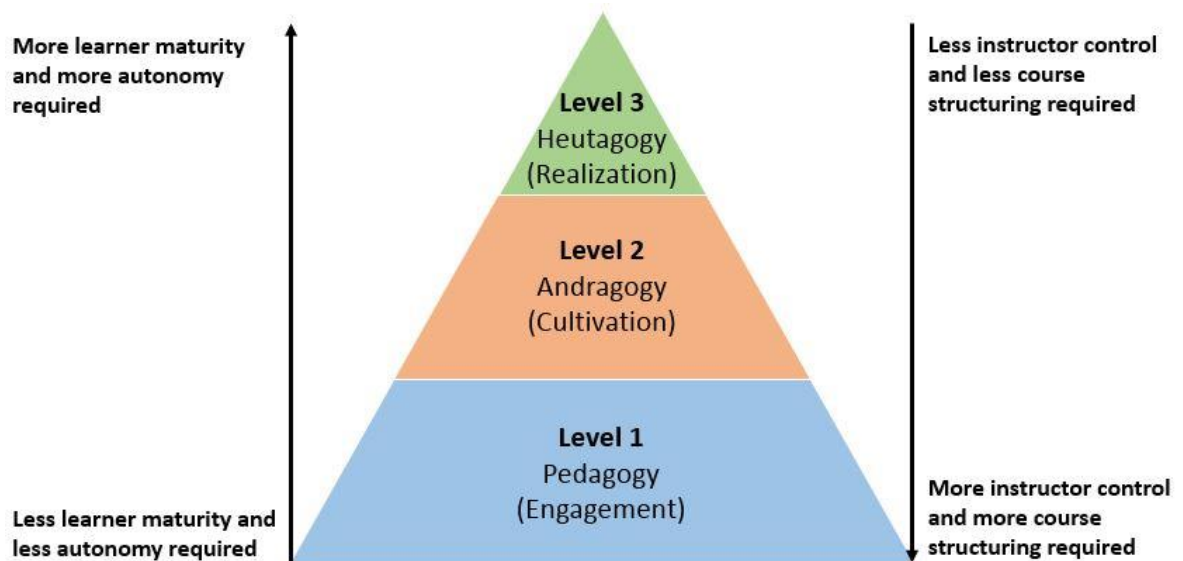 More learner maturity
and more autonomy
required
Less instructor control
and less course
structuring required
Level 3
Heutagogy
(Realization)
Level 2
Andragogy
(Cultivation)
Level 1
Pedagogy
(Engagement)
Less learner maturity and
less autonomy required
More instructor control
and more course
structuring required